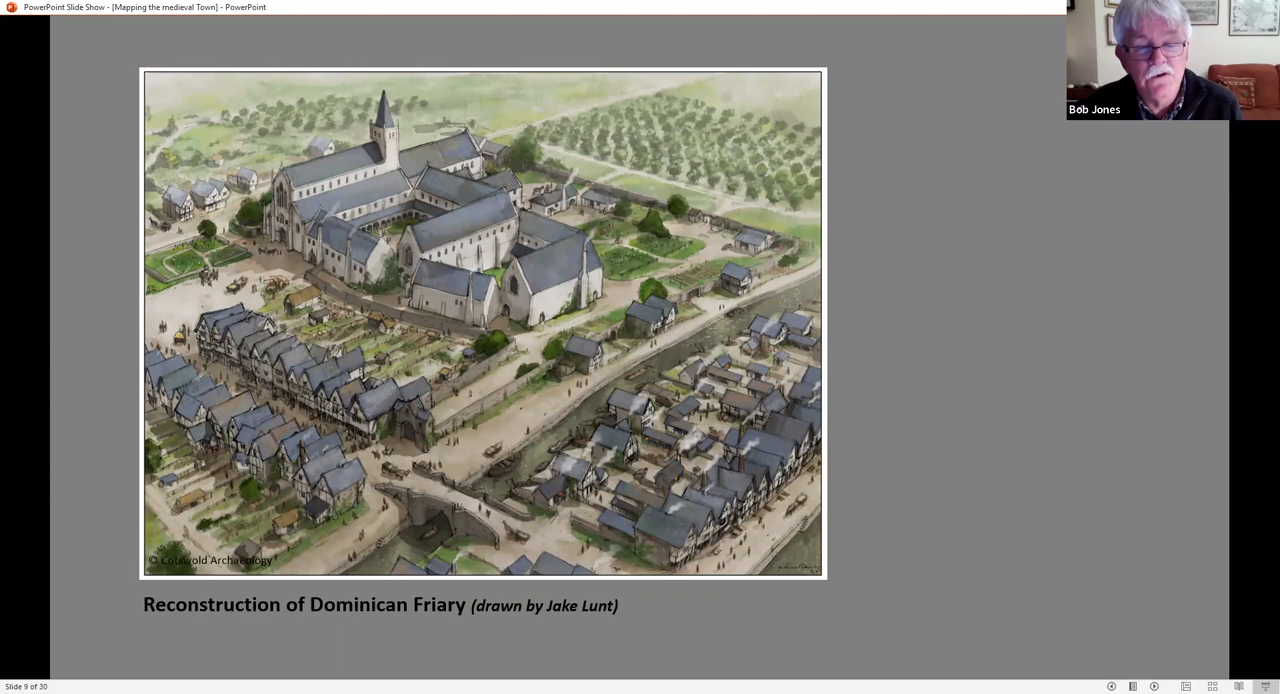 PowerPoint Slide Show - [Mapping the medieval Town] - PowerPoint
Bob Jones
© Cotswold Archaeology
Reconstruction of Dominican Friary (drawn by Jake Lunt)
Slide 9 of 30